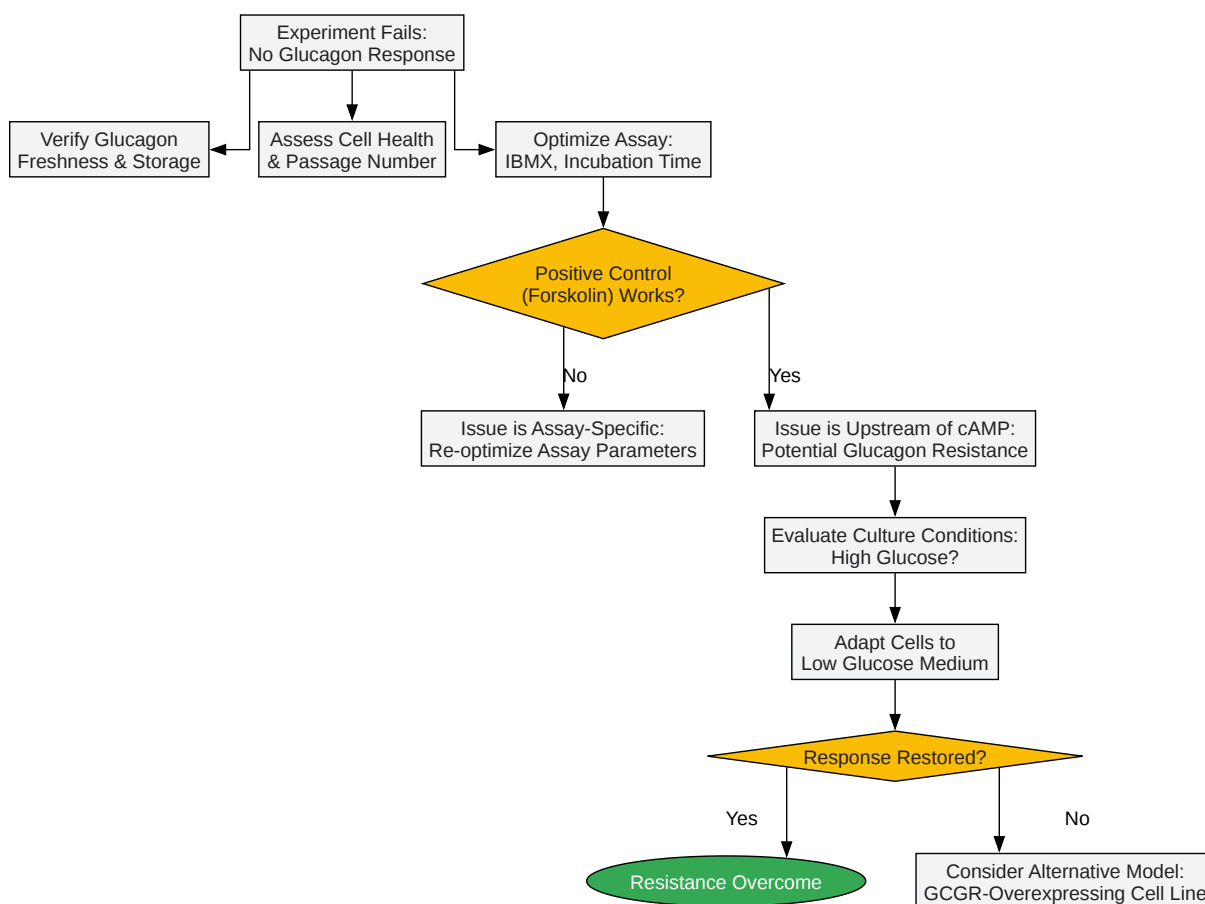 Experiment Fails:
No Glucagon Response
Verify Glucagon
Freshness & Storage
Assess Cell Health
& Passage Number
Optimize Assay:
IBMX, Incubation Time
Positive Control
(Forskolin) Works?
No
Yes
Issue is Assay-Specific:
Re-optimize Assay Parameters
Issue is Upstream of cAMP:
Potential Glucagon Resistance
Evaluate Culture Conditions:
High Glucose?
Adapt Cells to
Low Glucose Medium
Response Restored?
Yes
No
Resistance Overcome
Consider Alternative Model:
GCGR-Overexpressing Cell Line